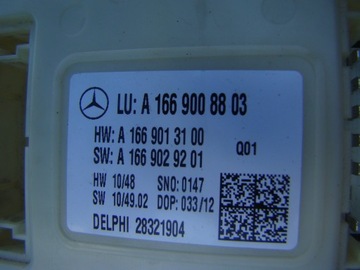 LU: A 166 900 88 03
HW: A 166 901 31 00
SW: A 166 902 92 01 Q01
HW 10/48 SNO: 0147
SW 10/49.02 DOP: 033/12
DELPHI 28321904